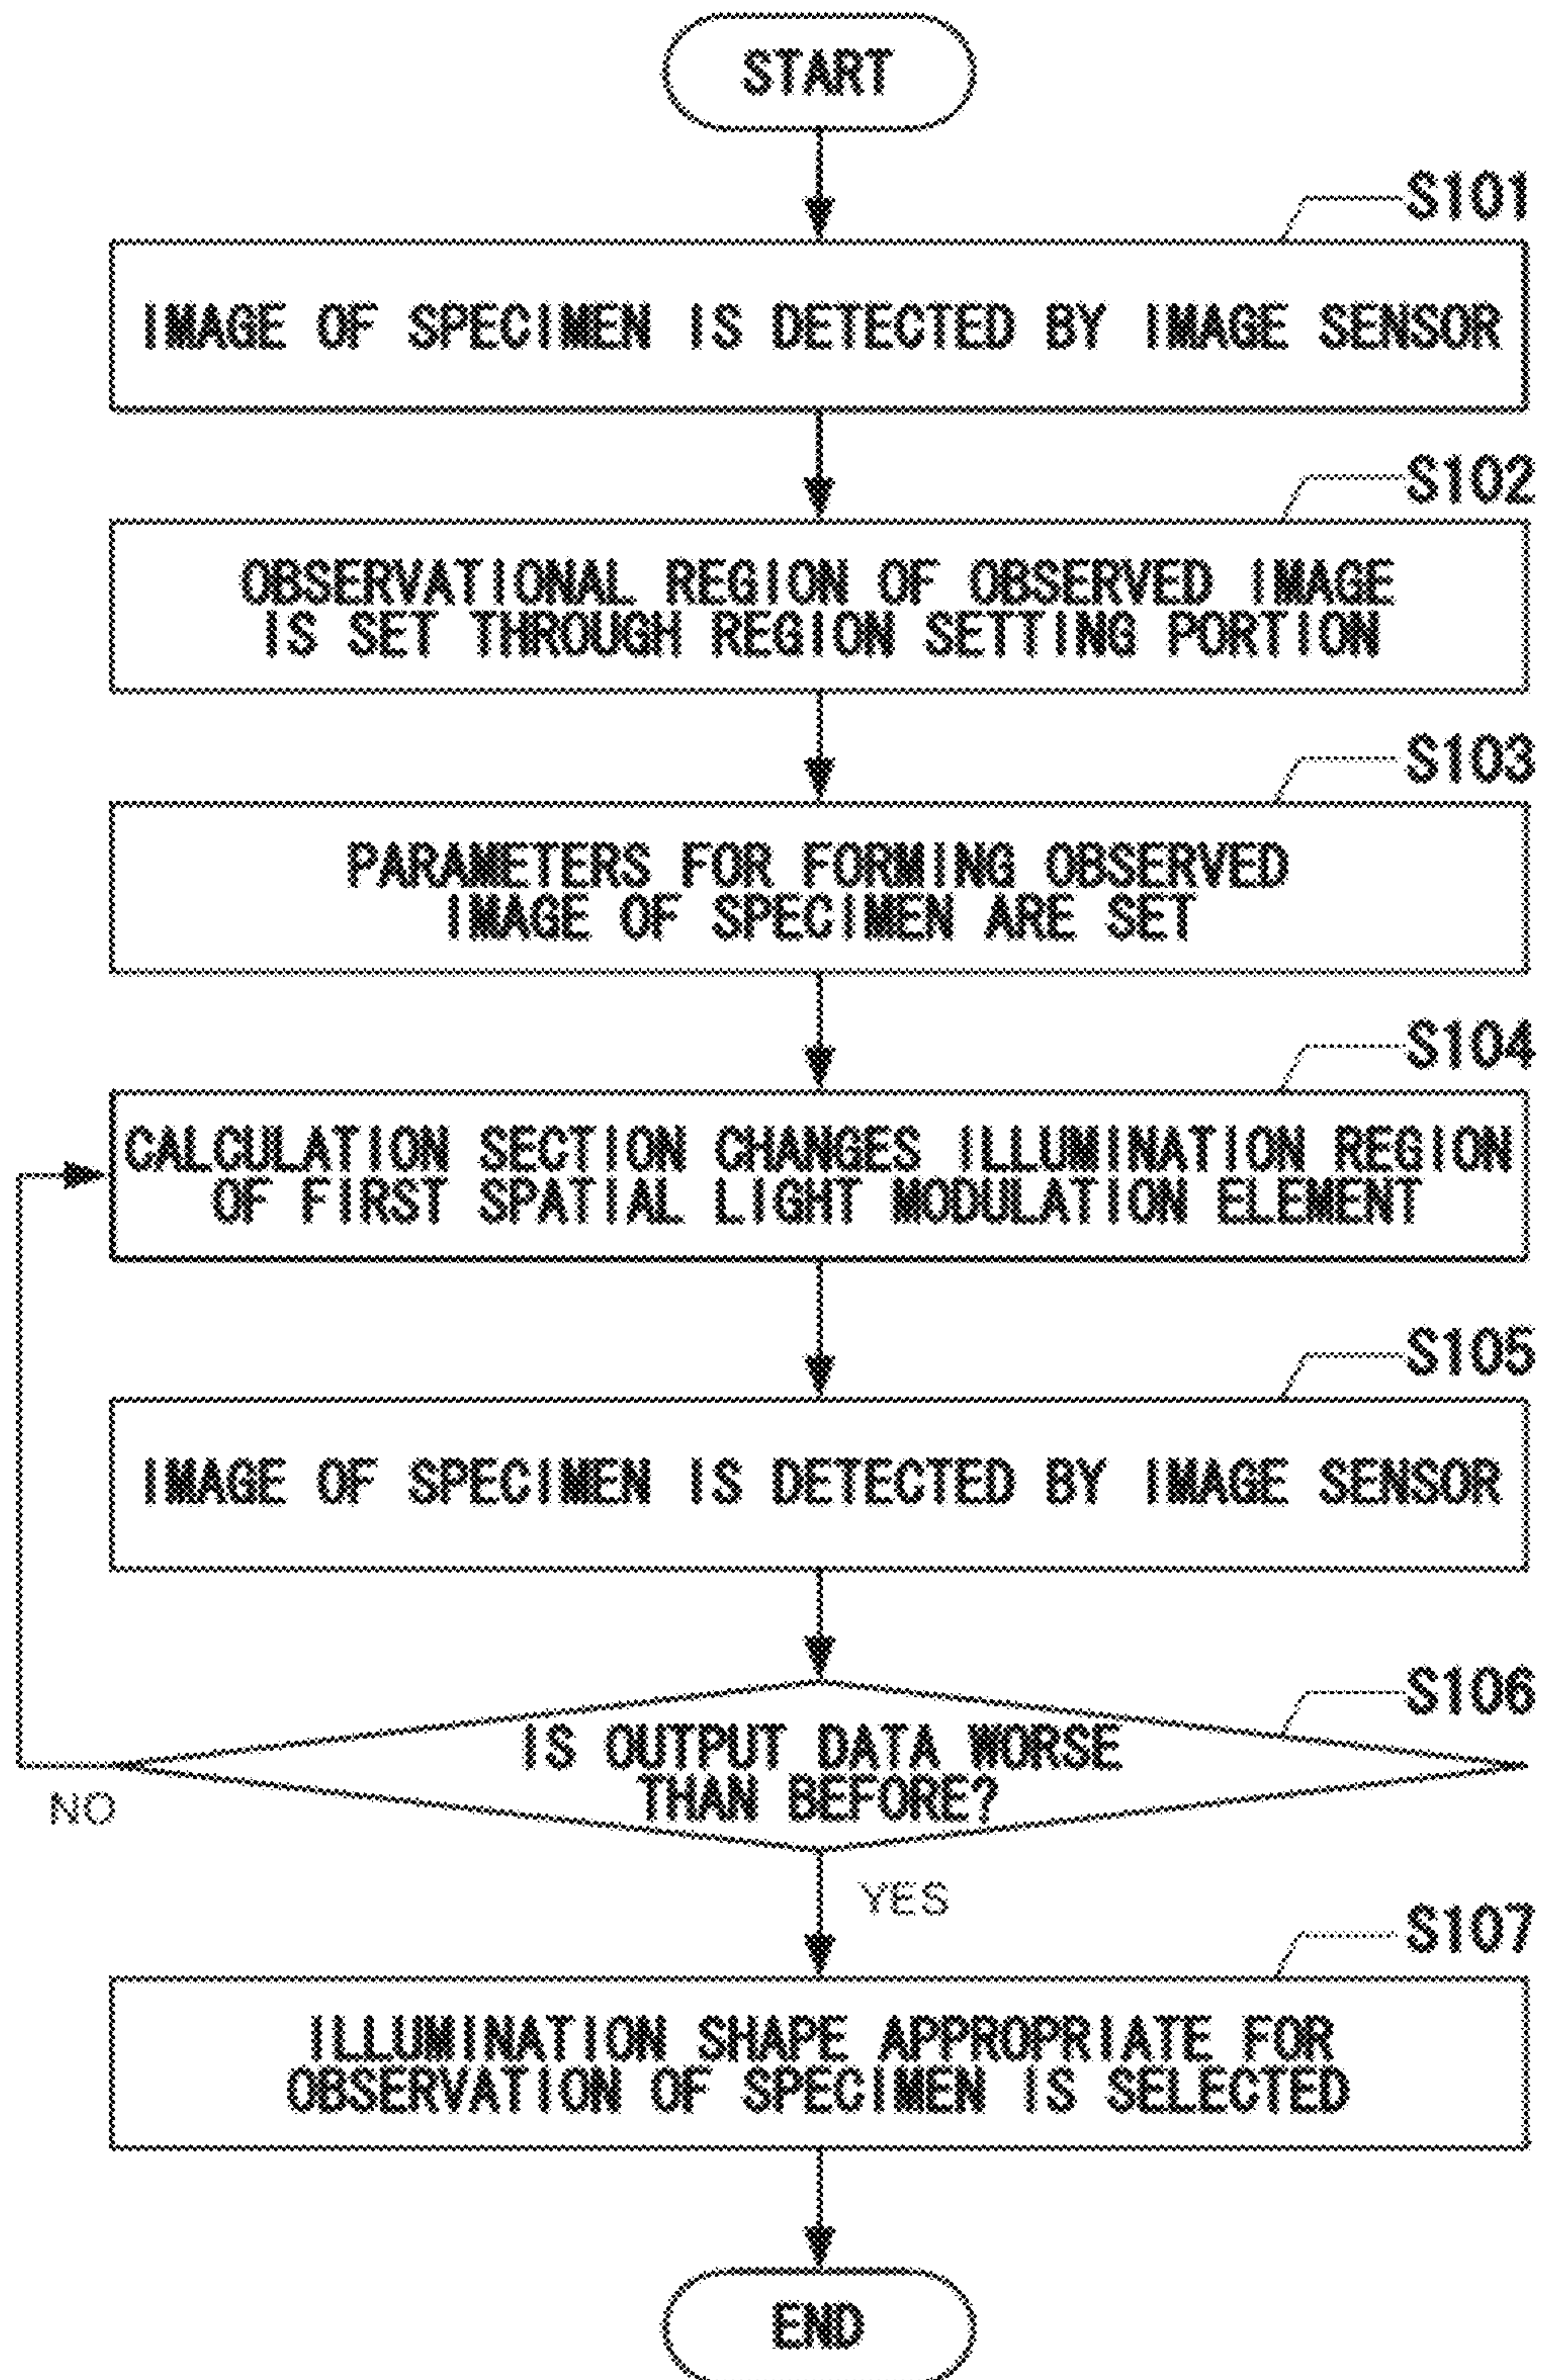 START
S101
IMAGE OF SPECIMEN IS DETECTED BY IMAGE SENSOR
S102
OBSERVATIONAL REGION OF OBSERVED IMAGE
IS SET THROUGH REGION SETTING PORTION
S103
PARAMETERS FOR FORMING OBSERVED
IMAGE OF SPECIMEN ARE SET
S104
CALCULATION SECTION CHANGES ILLUMINATION REGION
OF FIRST SPATIAL LIGHT MODULATION ELEMENT
S105
IMAGE OF SPECIMEN IS DETECTED BY IMAGE SENSOR
S106
IS OUTPUT DATA WORSE
THAN BEFORE?
NO
YES
S107
ILLUMINATION SHAPE APPROPRIATE FOR
OBSERVATION OF SPECIMEN IS SELECTED
END